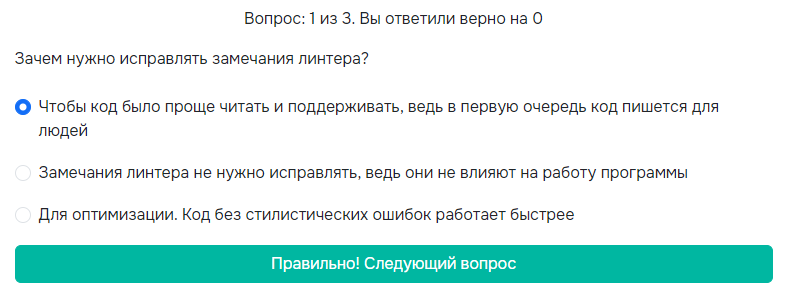 Вопрос: 1 из 3. Вы ответили верно на 0
Зачем нужно исправлять замечания линтера?
Чтобы код было проще читать и поддерживать, ведь в первую очередь код пишется для
людей
Замечания линтера не нужно исправлять, ведь они не влияют на работу программы
Для оптимизации. Код без стилистических ошибок работает быстрее
Правильно! Следующий вопрос